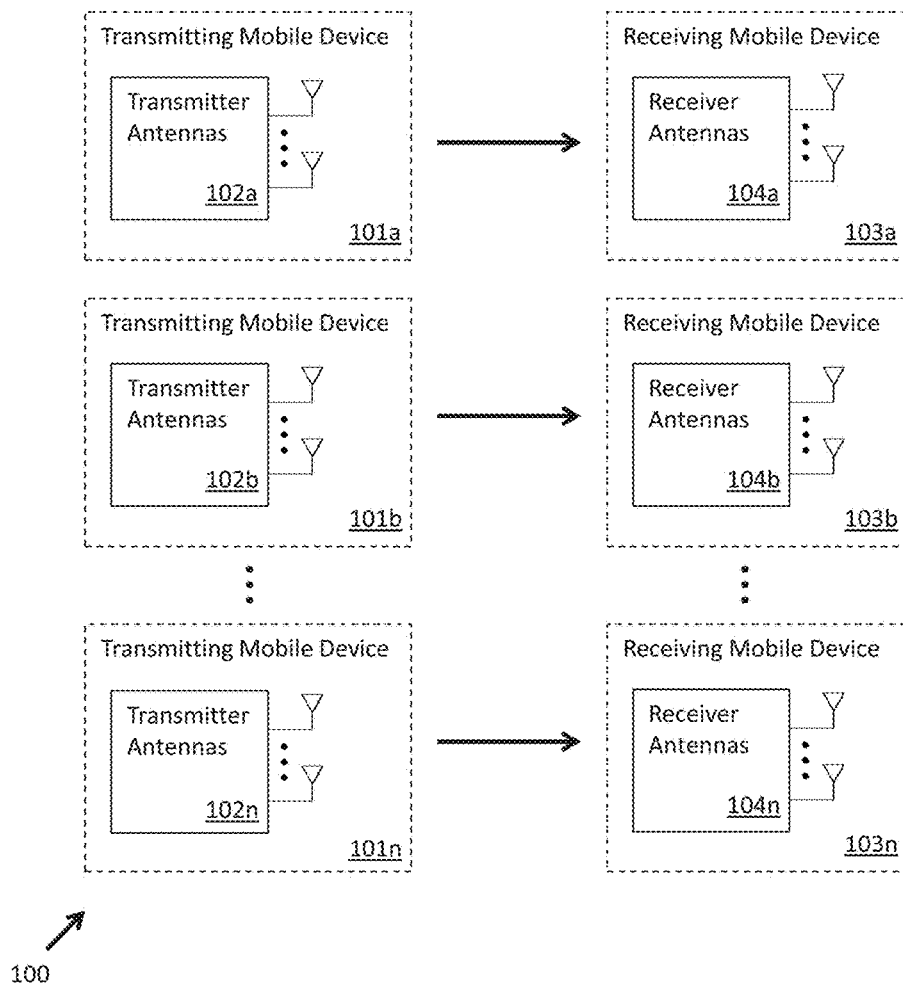 Transmitting Mobile Device
Receiving Mobile Device
Transmitter
Antennas
102a
101a
Receiver
Antennas
104a
103a
Transmitting Mobile Device
Receiving Mobile Device
Transmitter
Antennas
102b
101b
Receiver
Antennas
104b
103b
Transmitting Mobile Device
Receiving Mobile Device
Transmitter
Antennas
102n
101n
Receiver
Antennas
104n
103n
100